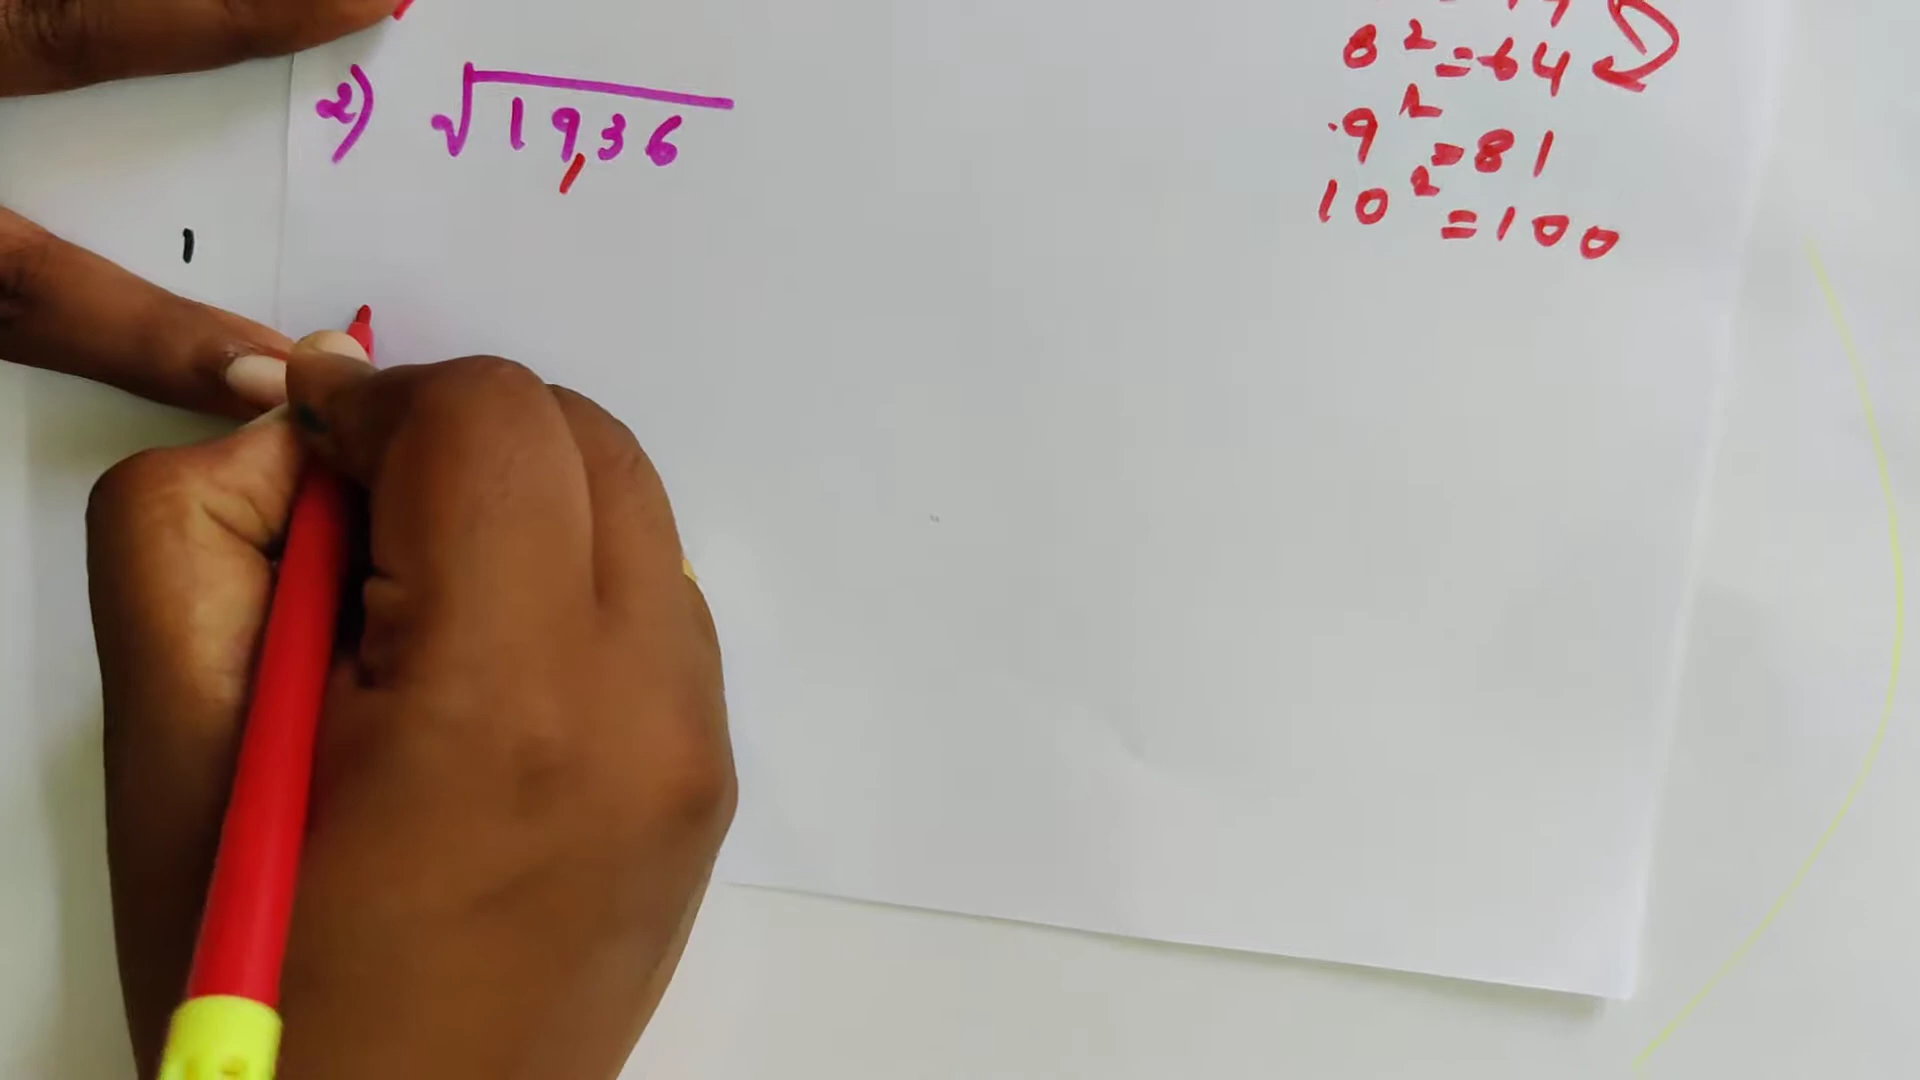 2) √19,36
8² = 64
9² = 81
10² = 100
1